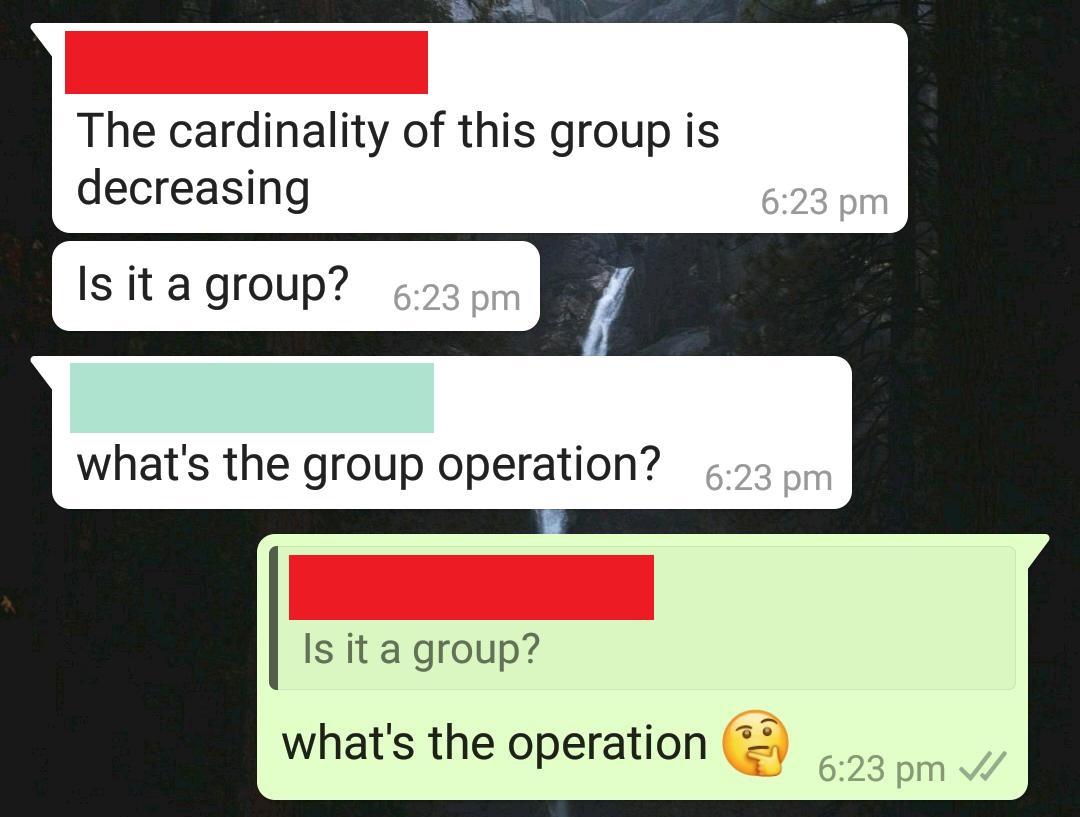 The cardinality of this group is
decreasing
6:23 pm
Is it a group?
6:23 pm
what's the group operation?
6:23 pm
Is it a group?
what's the operation 🤔
6:23 pm